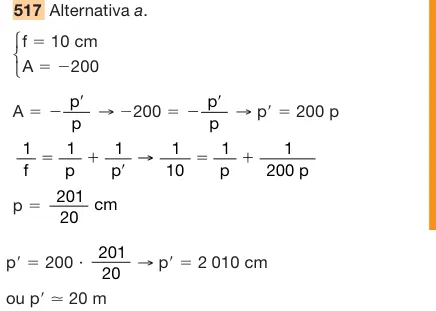 517 Alternativa a.
{f = 10 cm
{A = −200
A = −p′/p → −200 = −p′/p → p′ = 200 p
1/f = 1/p + 1/p′ → 1/10 = 1/p + 1/200 p
p = 201/20 cm
p′ = 200 · 201/20 → p′ = 2 010 cm
ou p′ ≃ 20 m